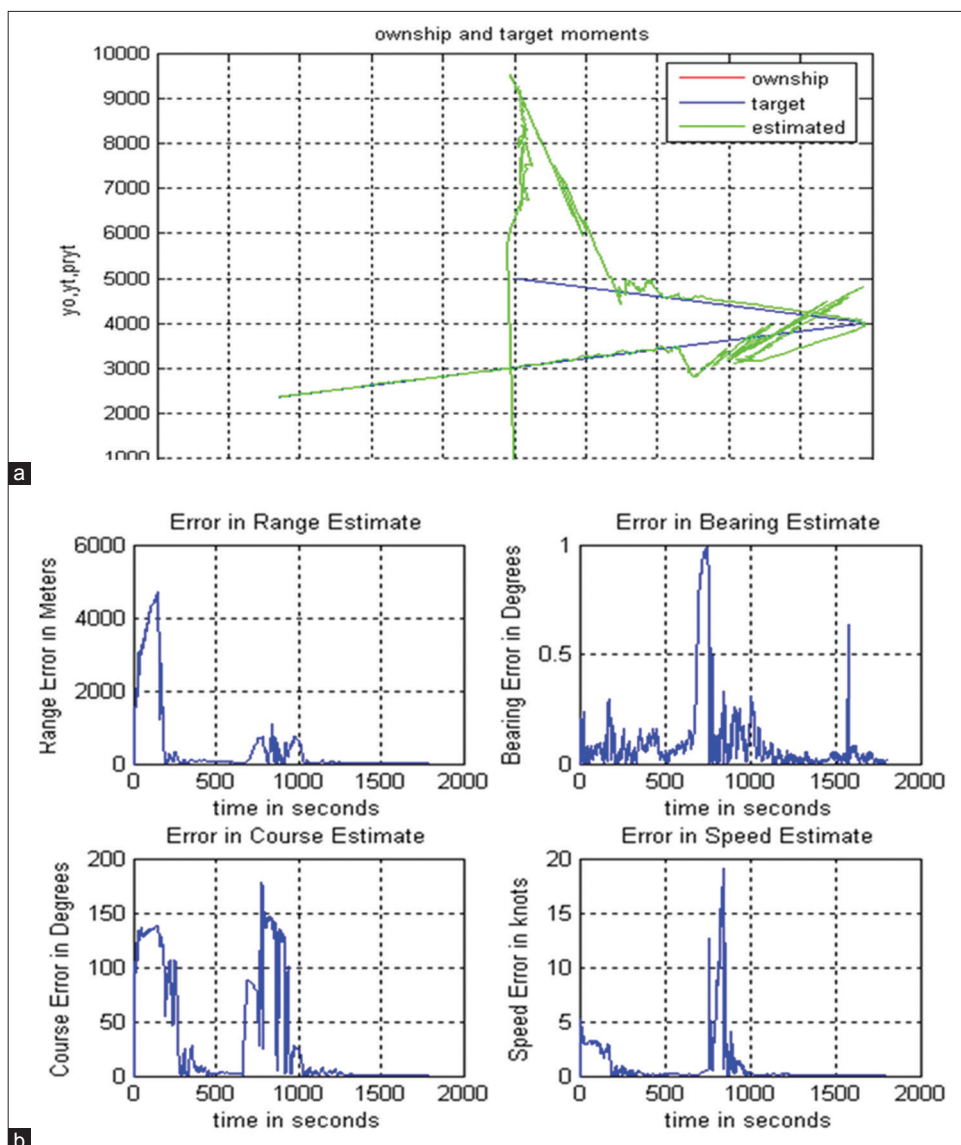 ownship and target moments
10000
9000
8000
7000
6000
5000
4000
3000
2000
1000
yo,yt,pryt
ownship
target
estimated
a
Error in Range Estimate
Range Error in Meters
6000
4000
2000
0
0 500 1000 1500 2000
time in seconds
Error in Bearing Estimate
Bearing Error in Degrees
1
0.5
0
0 500 1000 1500 2000
time in seconds
Error in Course Estimate
Course Error in Degrees
200
150
100
50
0
0 500 1000 1500 2000
time in seconds
Error in Speed Estimate
Speed Error in knots
20
15
10
5
0
0 500 1000 1500 2000
time in seconds
b